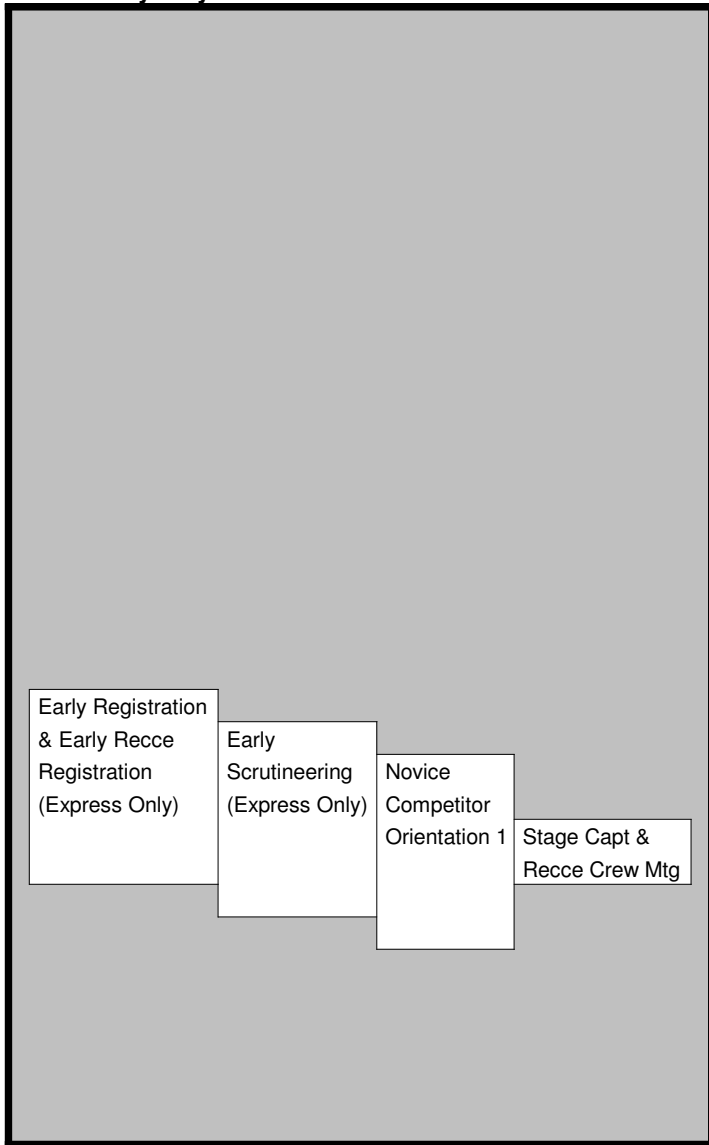 Early Registration
& Early Recce
Registration
(Express Only)
Early
Scrutineering
(Express Only)
Novice
Competitor
Orientation 1
Stage Capt &
Recce Crew Mtg